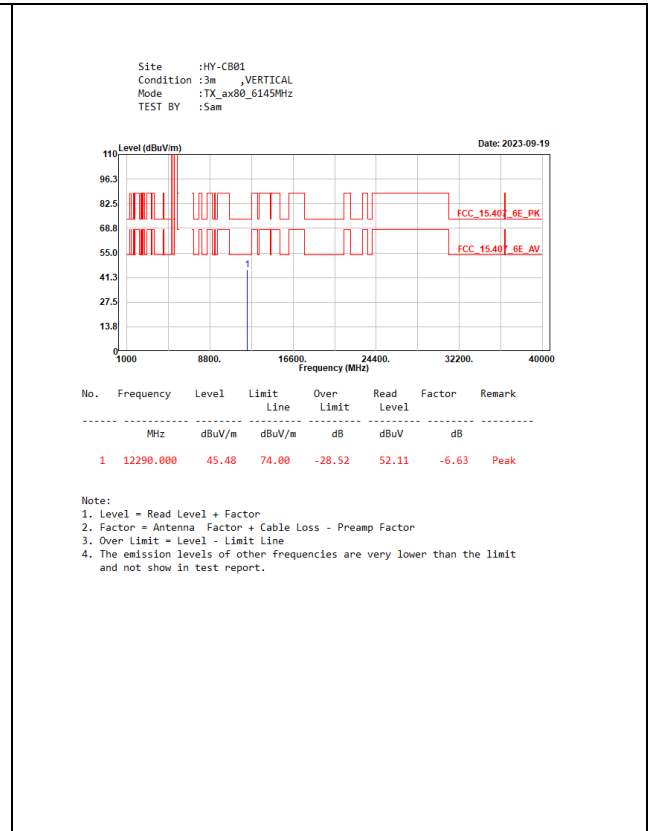 Site :HY-CB01
Condition :3m ,VERTICAL
Mode :TX_ax80_6145MHz
TEST BY :Sam
Level (dBuV/m) Date: 2023-09-19
110
96.3
82.5
FCC_15.407_6E_PK
68.8
FCC_15.407_6E_AV
55.0
1
41.3
27.5
13.8
0
1000 8800. 16600. 24400. 32200. 40000
Frequency (MHz)
No. Frequency Level Limit Over Read Factor Remark
Line Limit Level
------ ----------- -------- -------- -------- --------- -------- ---------
MHz dBuV/m dBuV/m dB dBuV dB
1 12290.000 45.48 74.00 -28.52 52.11 -6.63 Peak
Note:
1. Level = Read Level + Factor
2. Factor = Antenna Factor + Cable Loss - Preamp Factor
3. Over Limit = Level - Limit Line
4. The emission levels of other frequencies are very lower than the limit
and not show in test report.